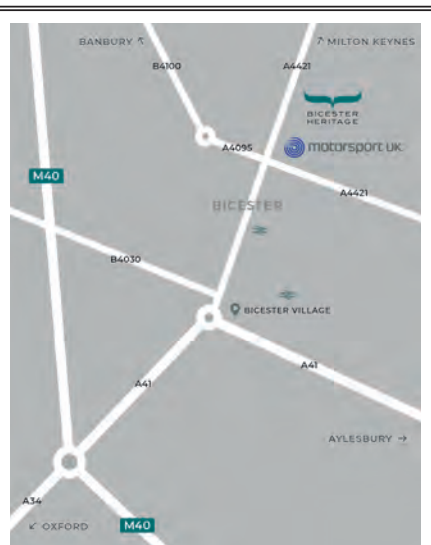 BANBURY ↖
↗ MILTON KEYNES
B4100
A4421
BICESTER
HERITAGE
motorsport UK
A4095
M40
A4421
BICESTER
B4030
BICESTER VILLAGE
A41
A41
AYLESBURY →
A34
↙ OXFORD
M40